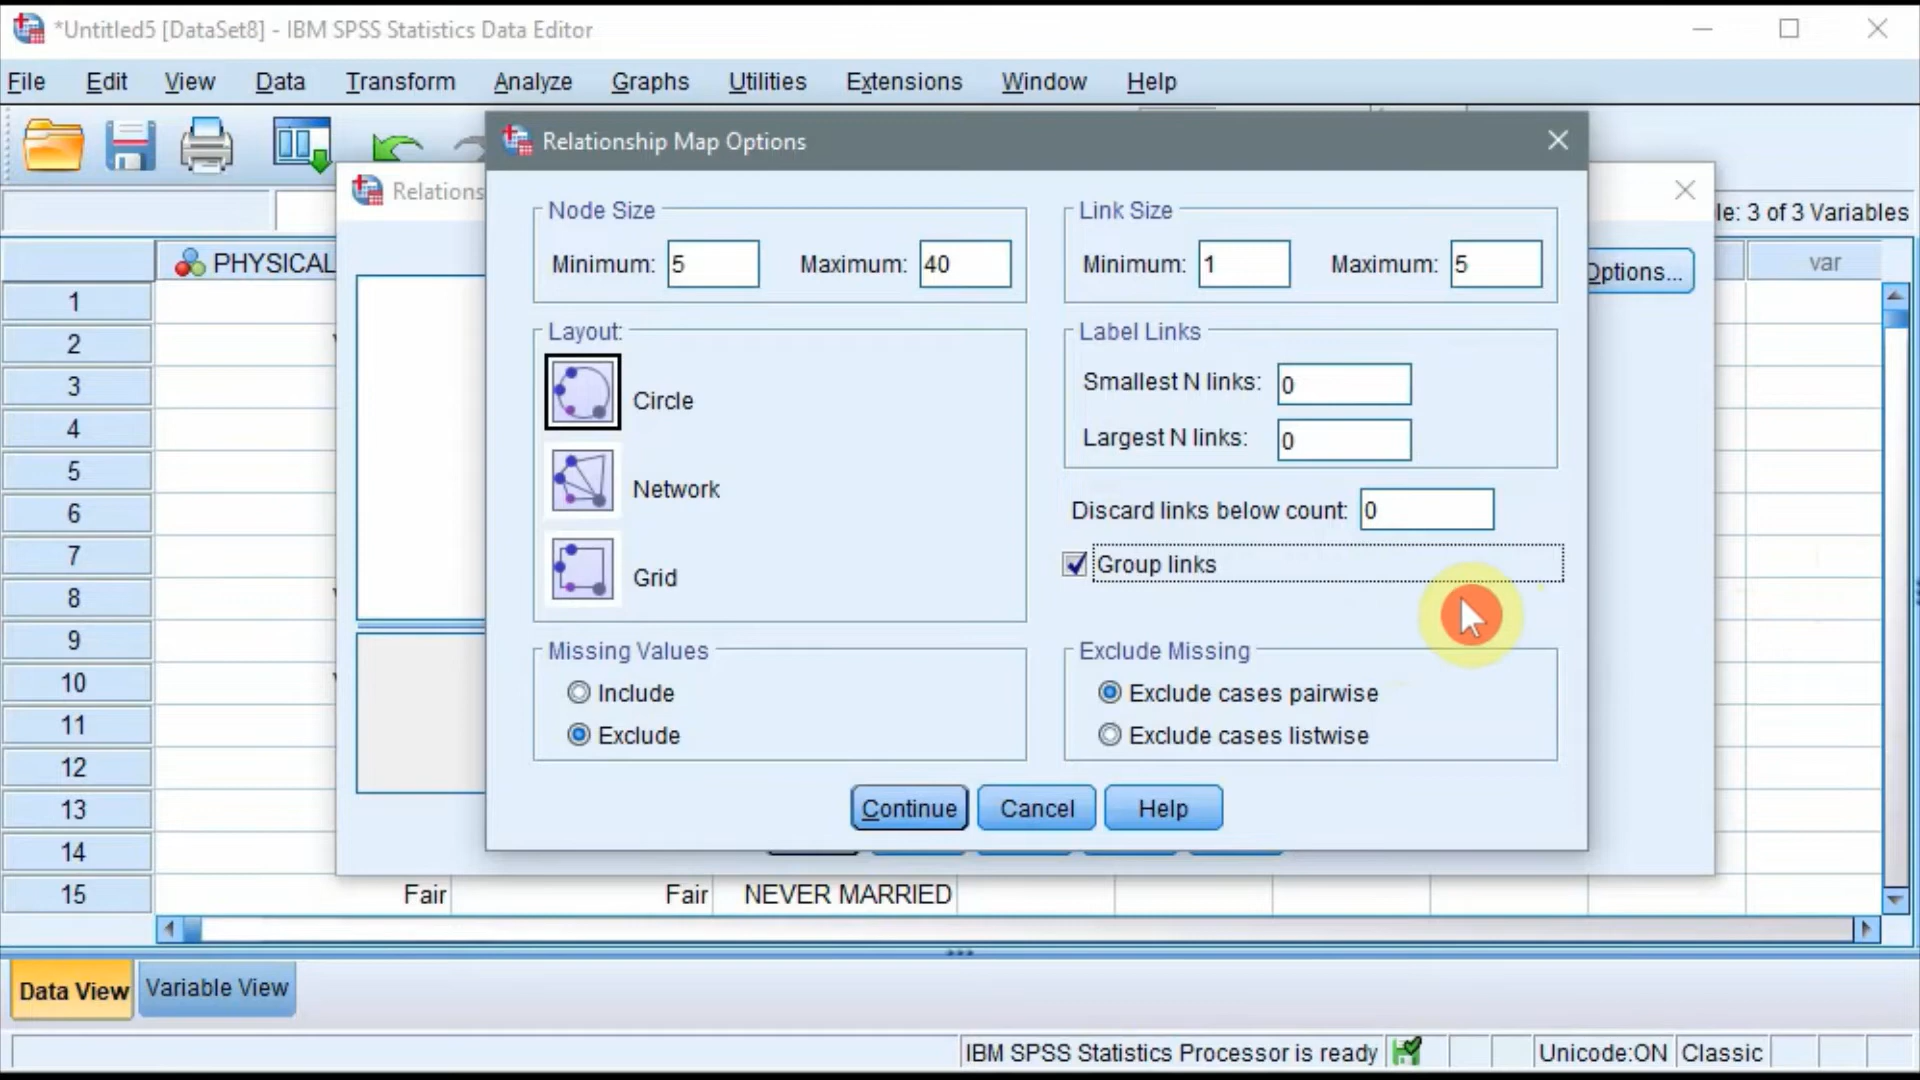 *Untitled5 [DataSet8] - IBM SPSS Statistics Data Editor
File Edit View Data Transform Analyze Graphs Utilities Extensions Window Help
Relationship Map Options
Relations
le: 3 of 3 Variables
Node Size
Minimum: 5 Maximum: 40
Link Size
Minimum: 1 Maximum: 5
PHYSICAL
Options...
var
Layout:
Circle
Network
Grid
Label Links
Smallest N links: 0
Largest N links: 0
Discard links below count: 0
Group links
Missing Values
Include
Exclude
Exclude Missing
Exclude cases pairwise
Exclude cases listwise
Continue Cancel Help
1
2
3
4
5
6
7
8
9
10
11
12
13
14
15 Fair Fair NEVER MARRIED
Data View Variable View
IBM SPSS Statistics Processor is ready Unicode:ON Classic